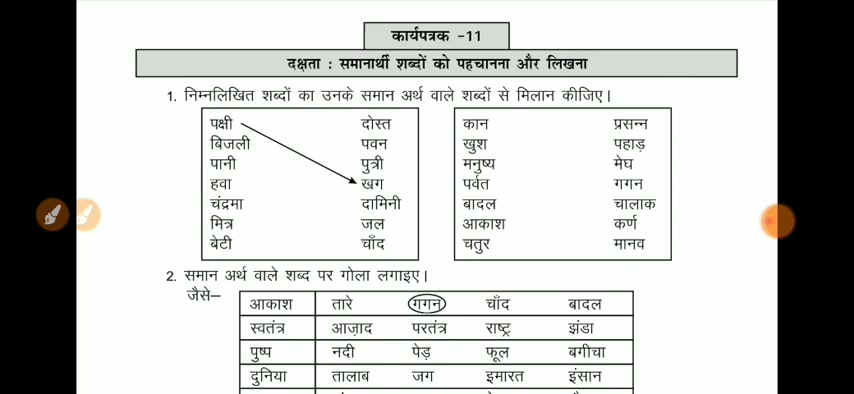 कार्यपत्रक -11
दक्षता : समानार्थी शब्दों को पहचानना और लिखना
1. निम्नलिखित शब्दों का उनके समान अर्थ वाले शब्दों से मिलान कीजिए।
पक्षी दोस्त कान प्रसन्न
बिजली पवन खुश पहाड़
पानी पुत्री मनुष्य मेघ
हवा खग पर्वत गगन
चंद्रमा दामिनी बादल चालाक
मित्र जल आकाश कर्ण
बेटी चाँद चतुर मानव
2. समान अर्थ वाले शब्द पर गोला लगाइए।
जैसे–
आकाश तारे गगन चाँद बादल
स्वतंत्र आज़ाद परतंत्र राष्ट्र झंडा
पुष्प नदी पेड़ फूल बगीचा
दुनिया तालाब जग इमारत इंसान